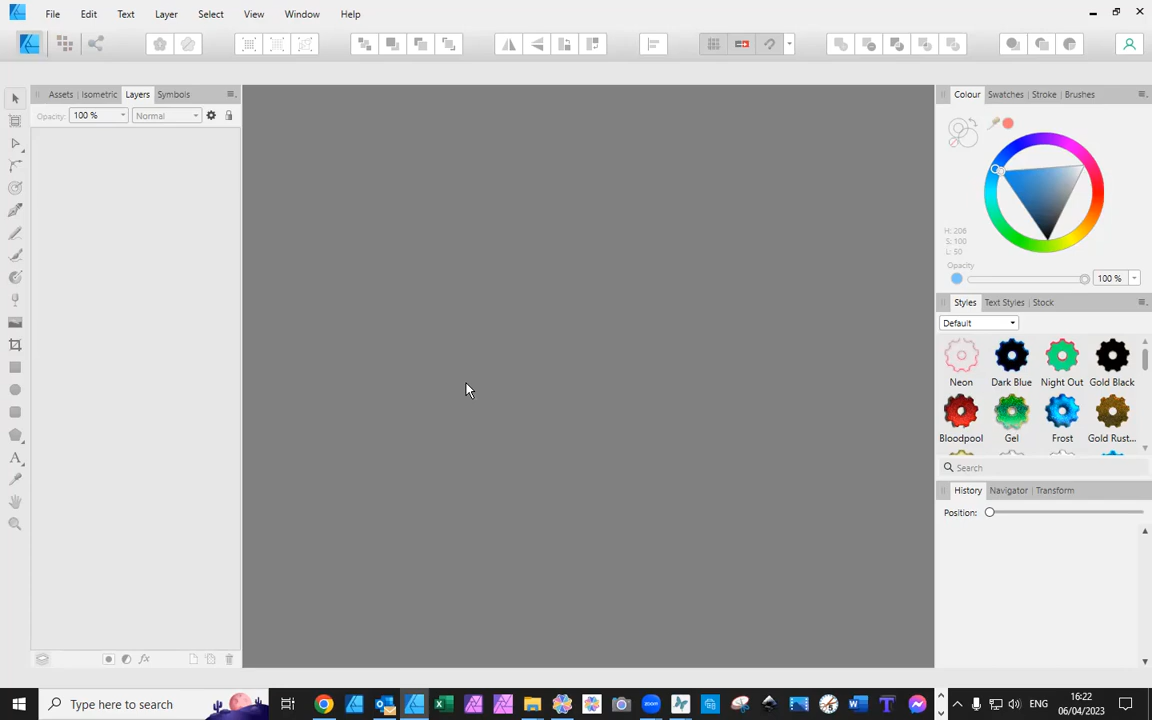 File Edit Text Layer Select View Window Help
Assets Isometric Layers Symbols
Opacity: 100 % Normal
Colour Swatches Stroke Brushes
H: 208
S: 100
L: 50
Opacity
100 %
Styles Text Styles Stock
Default
Neon Dark Blue Night Out Gold Black
Bloodpool Gel Frost Gold Rust...
Search
History Navigator Transform
Position:
Type here to search
zoom
ENG
16:22
06/04/2023